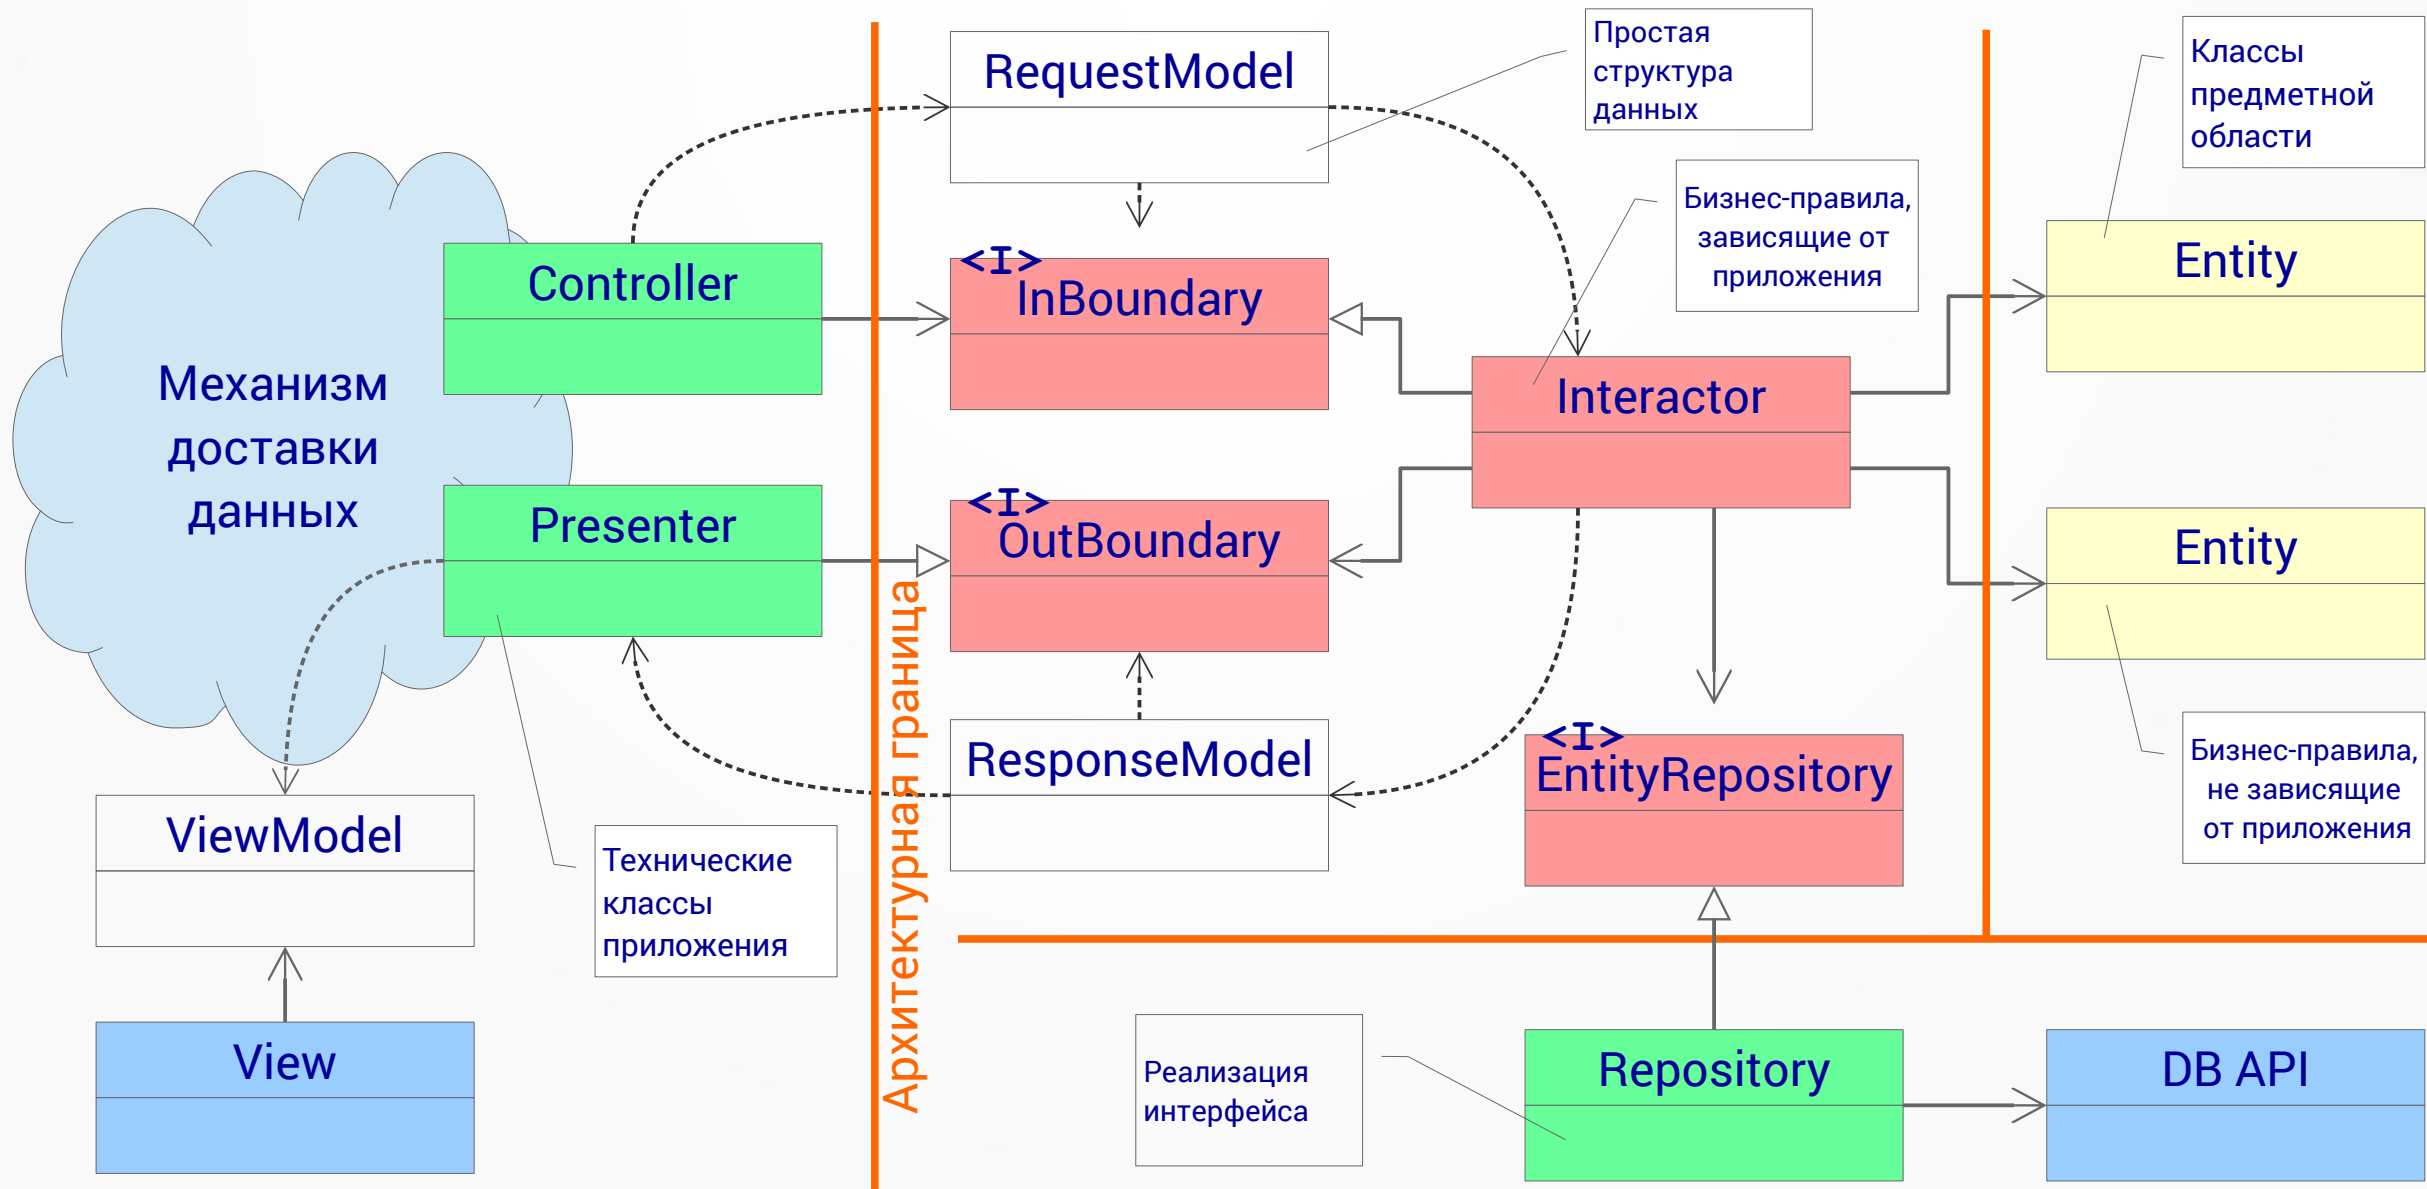 RequestModel
Простая
структура
данных
Классы
предметной
области
Бизнес-правила,
зависящие от
приложения
Controller
<I>
InBoundary
Entity
Механизм
доставки
данных
Interactor
Presenter
<I>
OutBoundary
Entity
Архитектурная граница
ResponseModel
<I>
EntityRepository
Бизнес-правила,
не зависящие
от приложения
ViewModel
Технические
классы
приложения
View
Реализация
интерфейса
Repository
DB API